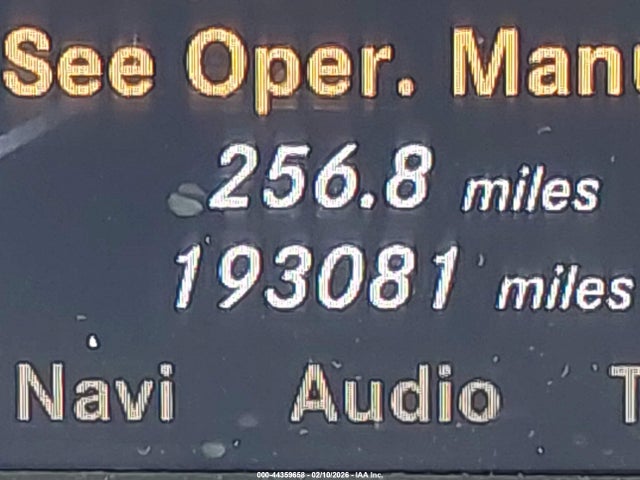 See Oper. Manu
256.8 miles
193081 miles
Navi Audio T
000-44359658 - 02/10/2026 - IAA Inc.